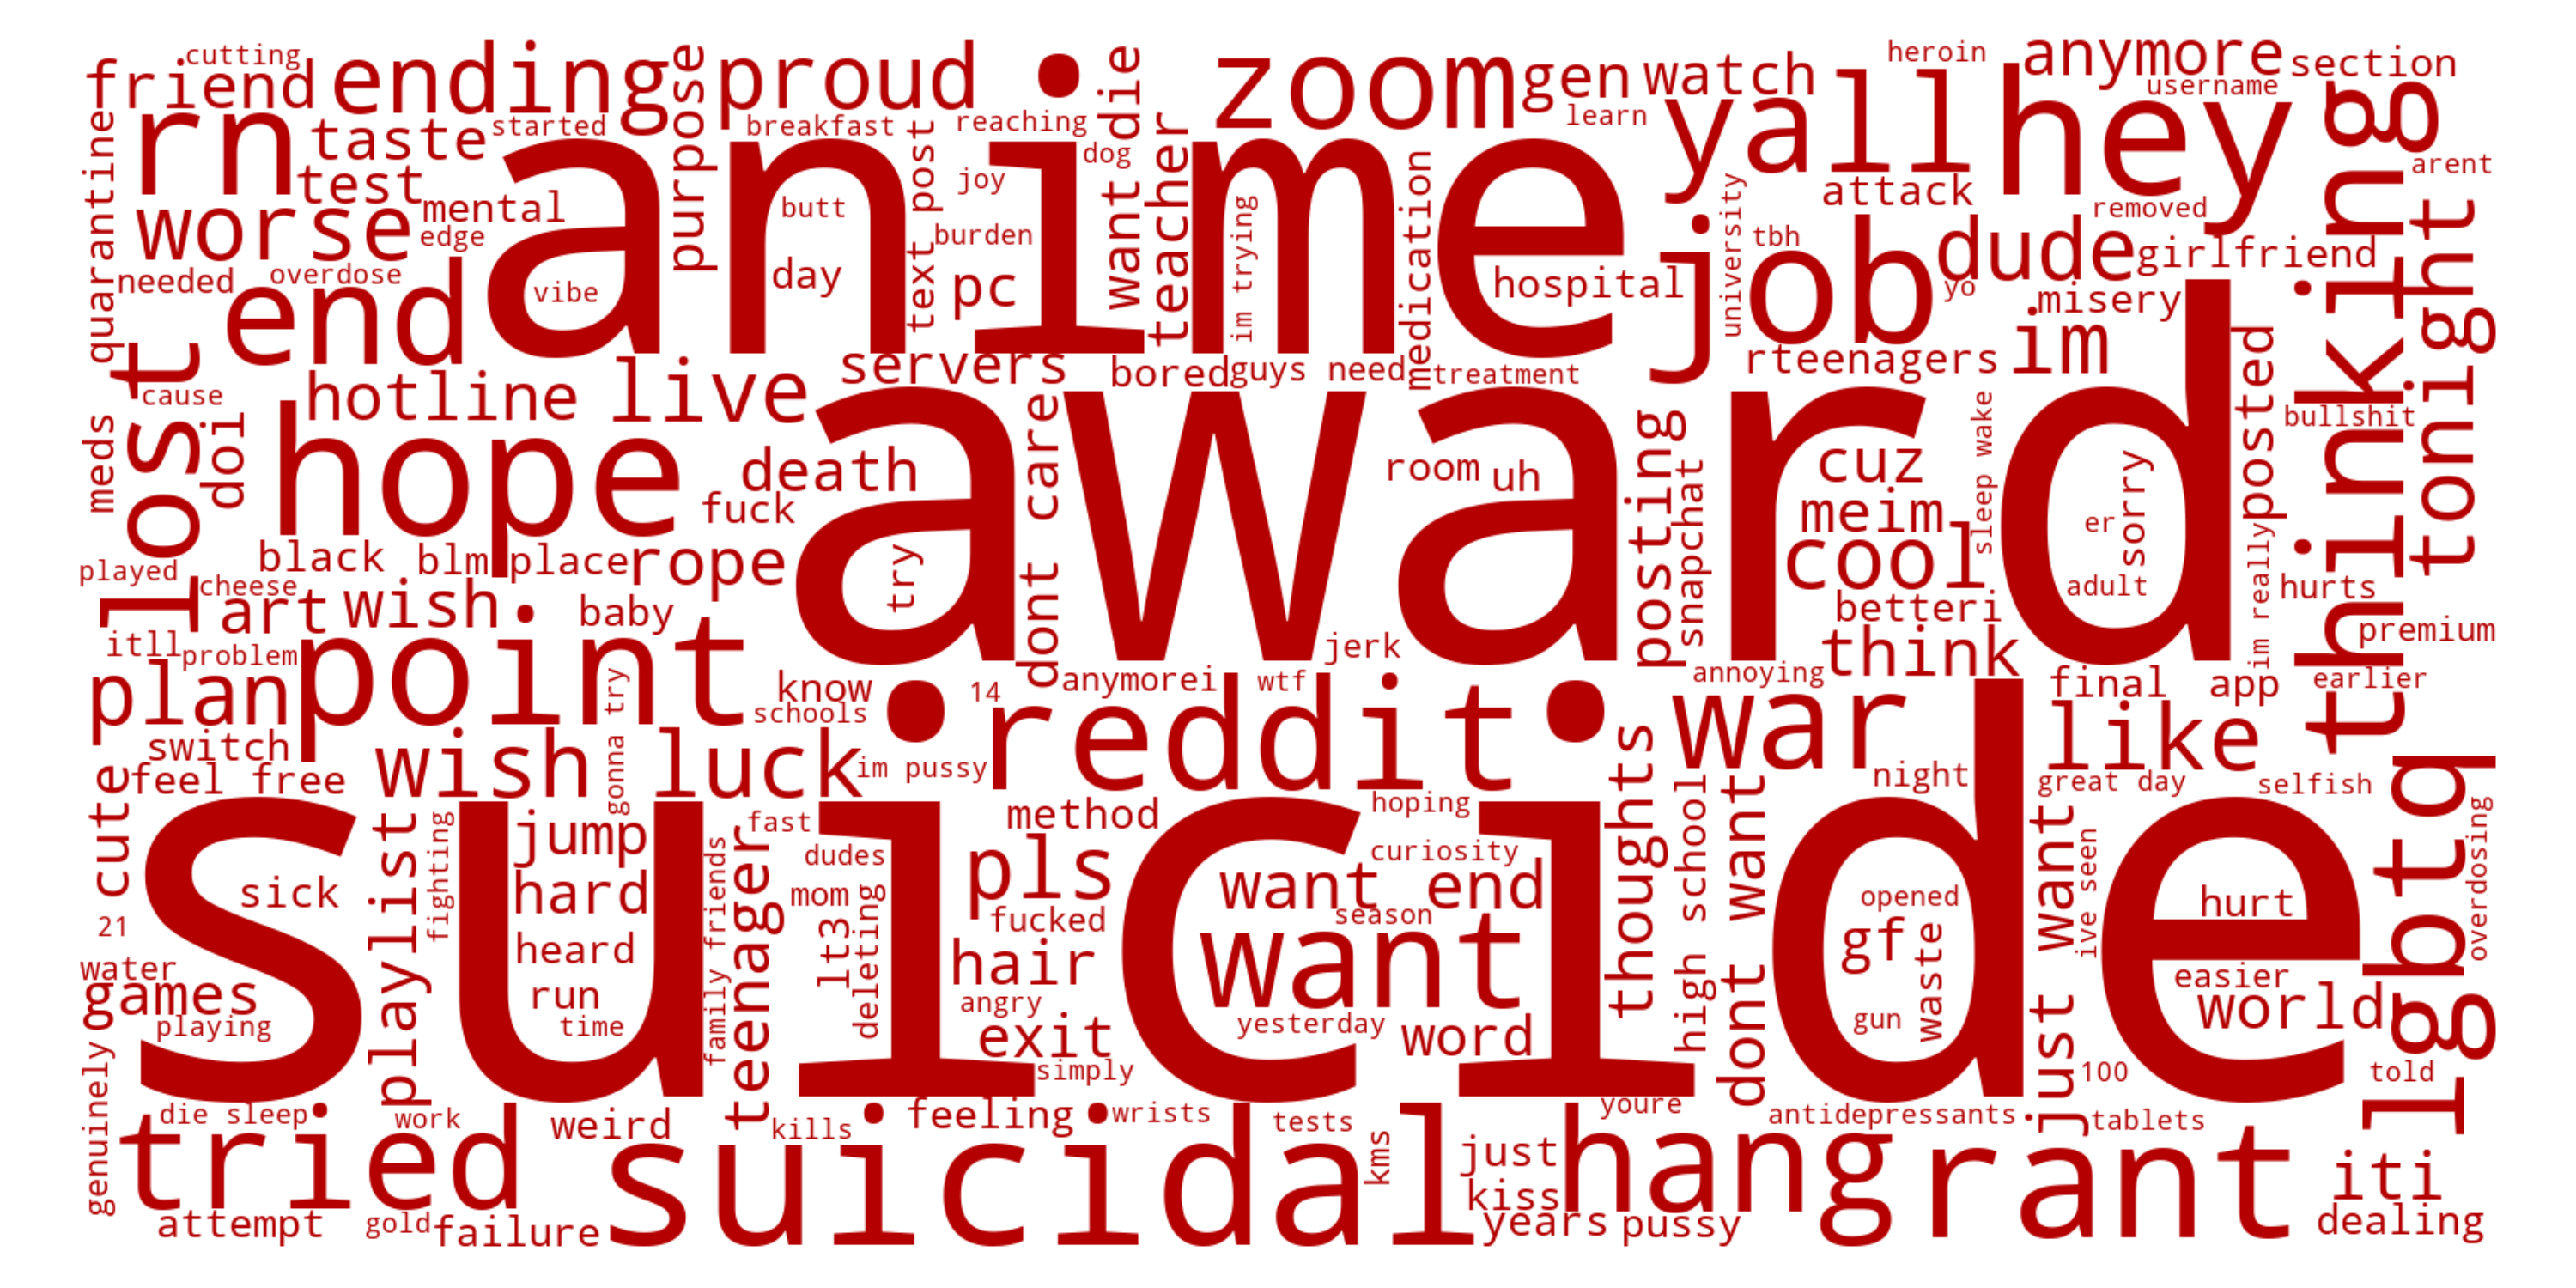 cutting
friend
ending
purpose
proud
want die
zoom
gen
watch
heroin
anymore
section
username
yall
hey
learn
quarantine
rn
taste
started
breakfast
text post
reaching
dog
teacher
anime
thinking
arent
test
worse
mental
edge
butt
joy
burden
im trying
medication
university
attack
removed
tbh
job
dude
girlfriend
tonight
needed
overdose
end
vibe
day
pc
hospital
yo
misery
lost
hotline
live
servers
bored
guys need
treatment
rteenagers
im
posted
cause
meds
doi
hope
death
dont care
award
room
uh
posting
snapchat
cuz
sleep wake
sorry
er
bullshit
fuck
meim
cool
black
blm
place
rope
try
adult
im really
hurts
played
cheese
art
wish
baby
betteri
itll
problem
point
jerk
think
premium
plan
gonna try
know
schools
14
anymorei
wtf
annoying
final
app
earlier
switch
wish luck
reddit
war
like
feel free
im pussy
thoughts
night
great day
selfish
lgbtq
cute
suicide
playlist
fighting
jump
family friends
teenager
fast
method
hoping
high school
dont want
just want
ive seen
overdosing
sick
hard
dudes
mom
lt3
deleting
pls
curiosity
want
end
season
opened
hurt
21
heard
fucked
want
gf
waste
water
games
run
hair
easier
world
playing
time
angry
exit
yesterday
word
gun
genuinely
simply
100
told
die sleep
work
weird
kills
feeling
wrists
tests
youre
antidepressants
tablets
tried
suicidal
kms
just
hang
rant
iti
attempt
gold
failure
kiss
years
pussy
dealing